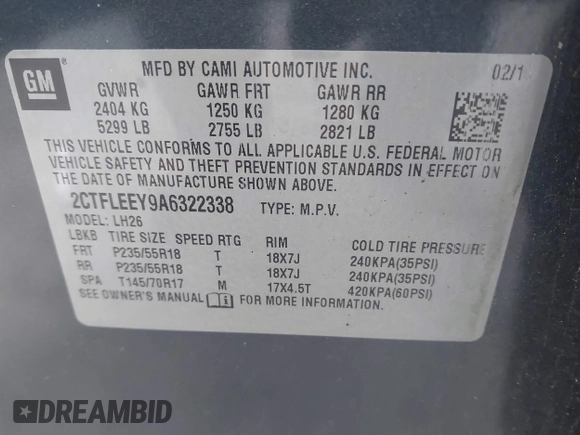 GM ® MFD BY CAMI AUTOMOTIVE INC. 02/1
GVWR GAWR FRT GAWR RR
2404 KG 1250 KG 1280 KG
5299 LB 2755 LB 2821 LB
THIS VEHICLE CONFORMS TO ALL APPLICABLE U.S. FEDERAL MOTOR
VEHICLE SAFETY AND THEFT PREVENTION STANDARDS IN EFFECT ON THE
DATE OF MANUFACTURE SHOWN ABOVE.
2CTFLEEY9A6322338 TYPE: M.P.V.
MODEL: LH26
LBKB TIRE SIZE SPEED RTG RIM COLD TIRE PRESSURE
FRT P235/55R18 T 18X7J 240KPA(35PSI)
RR P235/55R18 T 18X7J 240KPA(35PSI)
SPA T145/70R17 M 17X4.5T 420KPA(60PSI)
SEE OWNER'S MANUAL FOR MORE INFORMATION.
DREAMBID